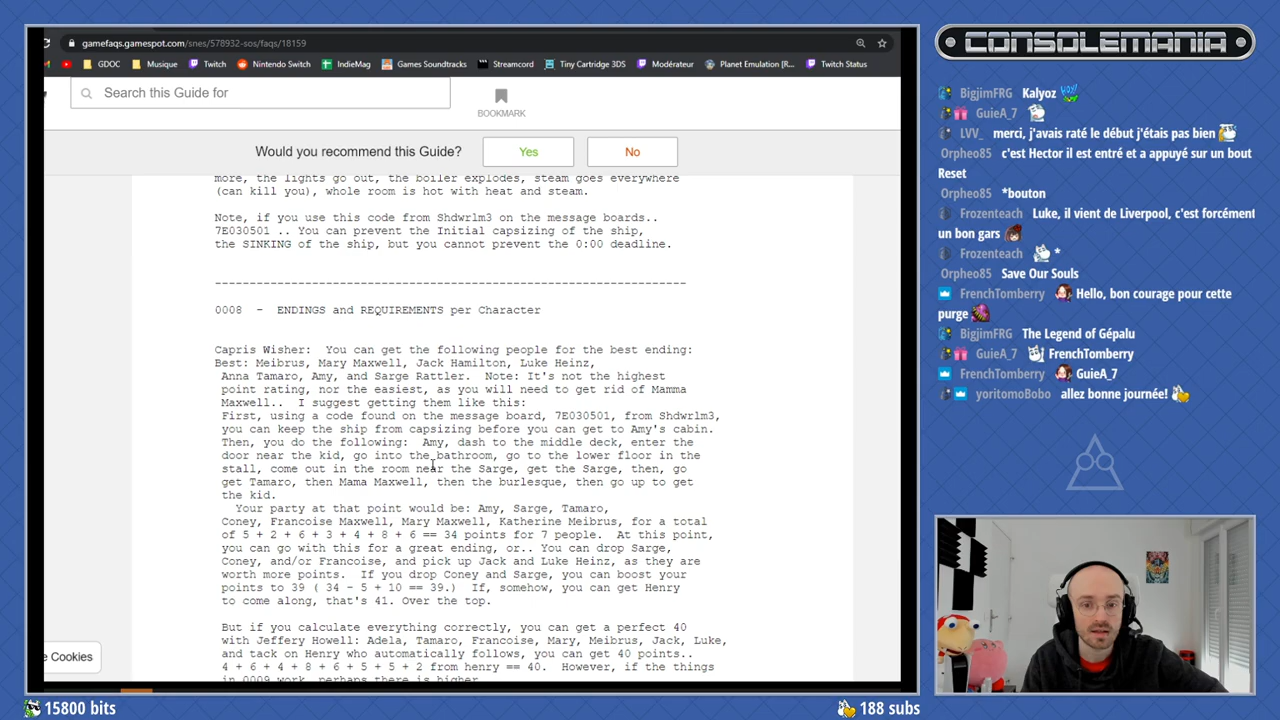 gamefaqs.gamespot.com/snes/578932-sos/faqs/18159
GDOC Musique Twitch Nintendo Switch IndieMag Games Soundtracks Streamcord Tiny Cartridge 3DS Modérateur Planet Emulation [R... Twitch Status
Search this Guide for
BOOKMARK
Would you recommend this Guide? Yes No
more, the lights go out, the boiler explodes, steam goes everywhere
(can kill you), whole room is hot with heat and steam.
Note, if you use this code from Shdwrlm3 on the message boards..
7E030501 .. You can prevent the Initial capsizing of the ship,
the SINKING of the ship, but you cannot prevent the 0:00 deadline.
--------------------------------------------------------------------
0008 - ENDINGS and REQUIREMENTS per Character
Capris Wisher: You can get the following people for the best ending:
Best: Meibrus, Mary Maxwell, Jack Hamilton, Luke Heinz,
Anna Tamaro, Amy, and Sarge Rattler. Note: It's not the highest
point rating, nor the easiest, as you will need to get rid of Mamma
Maxwell.. I suggest getting them like this:
First, using a code found on the message board, 7E030501, from Shdwrlm3,
you can keep the ship from capsizing before you can get to Amy's cabin.
Then, you do the following: Amy, dash to the middle deck, enter the
door near the kid, go into the bathroom, go to the lower floor in the
stall, come out in the room near the Sarge, get the Sarge, then, go
get Tamaro, then Mama Maxwell, then the burlesque, then go up to get
the kid.
Your party at that point would be: Amy, Sarge, Tamaro,
Coney, Francoise Maxwell, Mary Maxwell, Katherine Meibrus, for a total
of 5 + 2 + 6 + 3 + 4 + 8 + 6 == 34 points for 7 people. At this point,
you can go with this for a great ending, or.. You can drop Sarge,
Coney, and/or Francoise, and pick up Jack and Luke Heinz, as they are
worth more points. If you drop Coney and Sarge, you can boost your
points to 39 ( 34 - 5 + 10 == 39.) If, somehow, you can get Henry
to come along, that's 41. Over the top.
But if you calculate everything correctly, you can get a perfect 40
with Jeffery Howell: Adela, Tamaro, Francoise, Mary, Meibrus, Jack, Luke,
and tack on Henry who automatically follows, you can get 40 points..
4 + 6 + 4 + 8 + 6 + 5 + 5 + 2 from henry == 40. However, if the things
in 0009 work, perhaps there is higher
e Cookies
CONSOLEMANIA
BigjimFRG Kalyoz
GuieA_7
LVV_ merci, j'avais raté le début j'étais pas bien
Orpheo85 c'est Hector il est entré et a appuyé sur un bout
Reset
Orpheo85 *bouton
Frozenteach Luke, il vient de Liverpool, c'est forcément
un bon gars
Frozenteach *
Orpheo85 Save Our Souls
FrenchTomberry Hello, bon courage pour cette
purge
BigjimFRG The Legend of Gépalu
GuieA_7 FrenchTomberry
FrenchTomberry GuieA_7
yoritomoBobo allez bonne journée!
15800 bits
188 subs